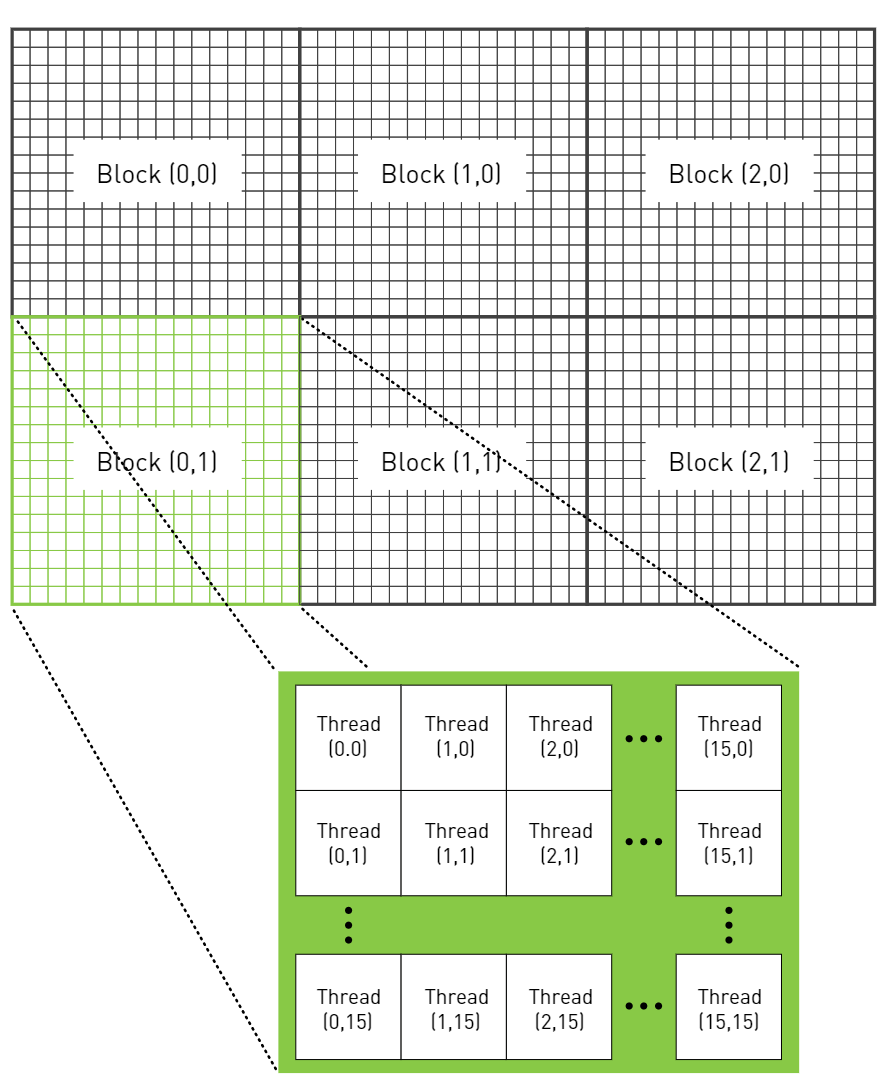 Block (0,0)
Block (1,0)
Block (2,0)
Block (0,1)
Block (1,1)
Block (2,1)
Thread
(0.0)
Thread
(1,0)
Thread
(2,0)
Thread
(15,0)
Thread
(0,1)
Thread
(1,1)
Thread
(2,1)
Thread
(15,1)
Thread
(0,15)
Thread
(1,15)
Thread
(2,15)
Thread
(15,15)